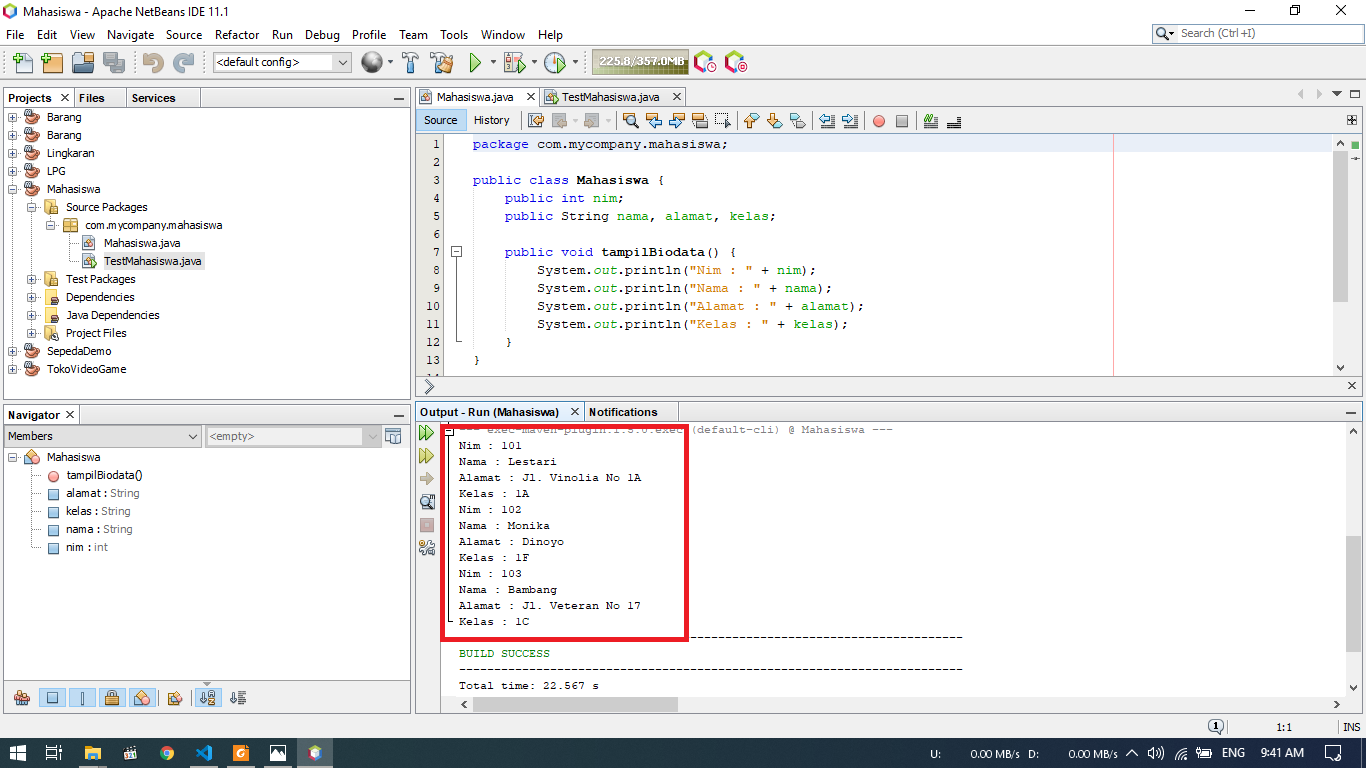 Mahasiswa - Apache NetBeans IDE 11.1
File Edit View Navigate Source Refactor Run Debug Profile Team Tools Window Help
Search (Ctrl+I)
<default config>
225.8/357.0MB
Projects Files Services
Barang
Barang
Lingkaran
LPG
Mahasiswa
Source Packages
com.mycompany.mahasiswa
Mahasiswa.java
TestMahasiswa.java
Test Packages
Dependencies
Java Dependencies
Project Files
SepedaDemo
TokoVideoGame
Navigator
Members
<empty>
Mahasiswa
tampilBiodata()
alamat : String
kelas : String
nama : String
nim : int
Mahasiswa.java TestMahasiswa.java
Source History
1 package com.mycompany.mahasiswa;
2
3 public class Mahasiswa {
4 public int nim;
5 public String nama, alamat, kelas;
6
7 public void tampilBiodata() {
8 System.out.println("Nim : " + nim);
9 System.out.println("Nama : " + nama);
10 System.out.println("Alamat : " + alamat);
11 System.out.println("Kelas : " + kelas);
12 }
13 }
Output - Run (Mahasiswa) Notifications
(default-cli) @ Mahasiswa ---
Nim : 101
Nama : Lestari
Alamat : Jl. Vinolia No 1A
Kelas : 1A
Nim : 102
Nama : Monika
Alamat : Dinoyo
Kelas : 1F
Nim : 103
Nama : Bambang
Alamat : Jl. Veteran No 17
Kelas : 1C
------------------------------------------------------------------------
BUILD SUCCESS
------------------------------------------------------------------------
Total time: 22.567 s
1 1:1 INS
U: 0.00 MB/s D: 0.00 MB/s ENG 9:41 AM